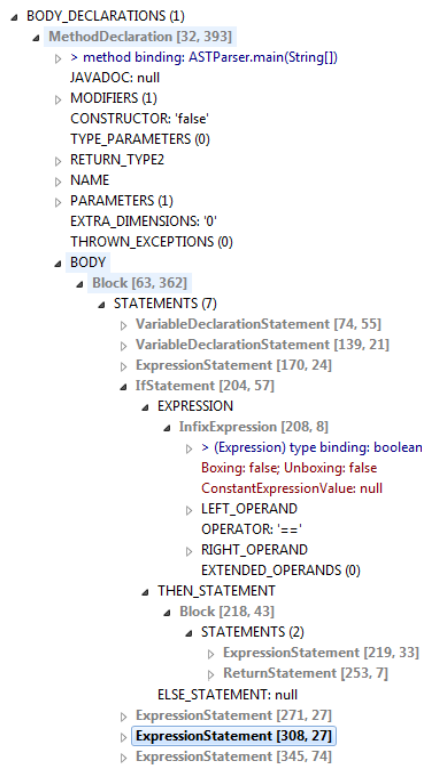 BODY_DECLARATIONS (1)
MethodDeclaration [32, 393]
> method binding: ASTParser.main(String[])
JAVADOC: null
MODIFIERS (1)
CONSTRUCTOR: 'false'
TYPE_PARAMETERS (0)
RETURN_TYPE2
NAME
PARAMETERS (1)
EXTRA_DIMENSIONS: '0'
THROWN_EXCEPTIONS (0)
BODY
Block [63, 362]
STATEMENTS (7)
VariableDeclarationStatement [74, 55]
VariableDeclarationStatement [139, 21]
ExpressionStatement [170, 24]
IfStatement [204, 57]
EXPRESSION
InfixExpression [208, 8]
> (Expression) type binding: boolean
Boxing: false; Unboxing: false
ConstantExpressionValue: null
LEFT_OPERAND
OPERATOR: '=='
RIGHT_OPERAND
EXTENDED_OPERANDS (0)
THEN_STATEMENT
Block [218, 43]
STATEMENTS (2)
ExpressionStatement [219, 33]
ReturnStatement [253, 7]
ELSE_STATEMENT: null
ExpressionStatement [271, 27]
ExpressionStatement [308, 27]
ExpressionStatement [345, 74]